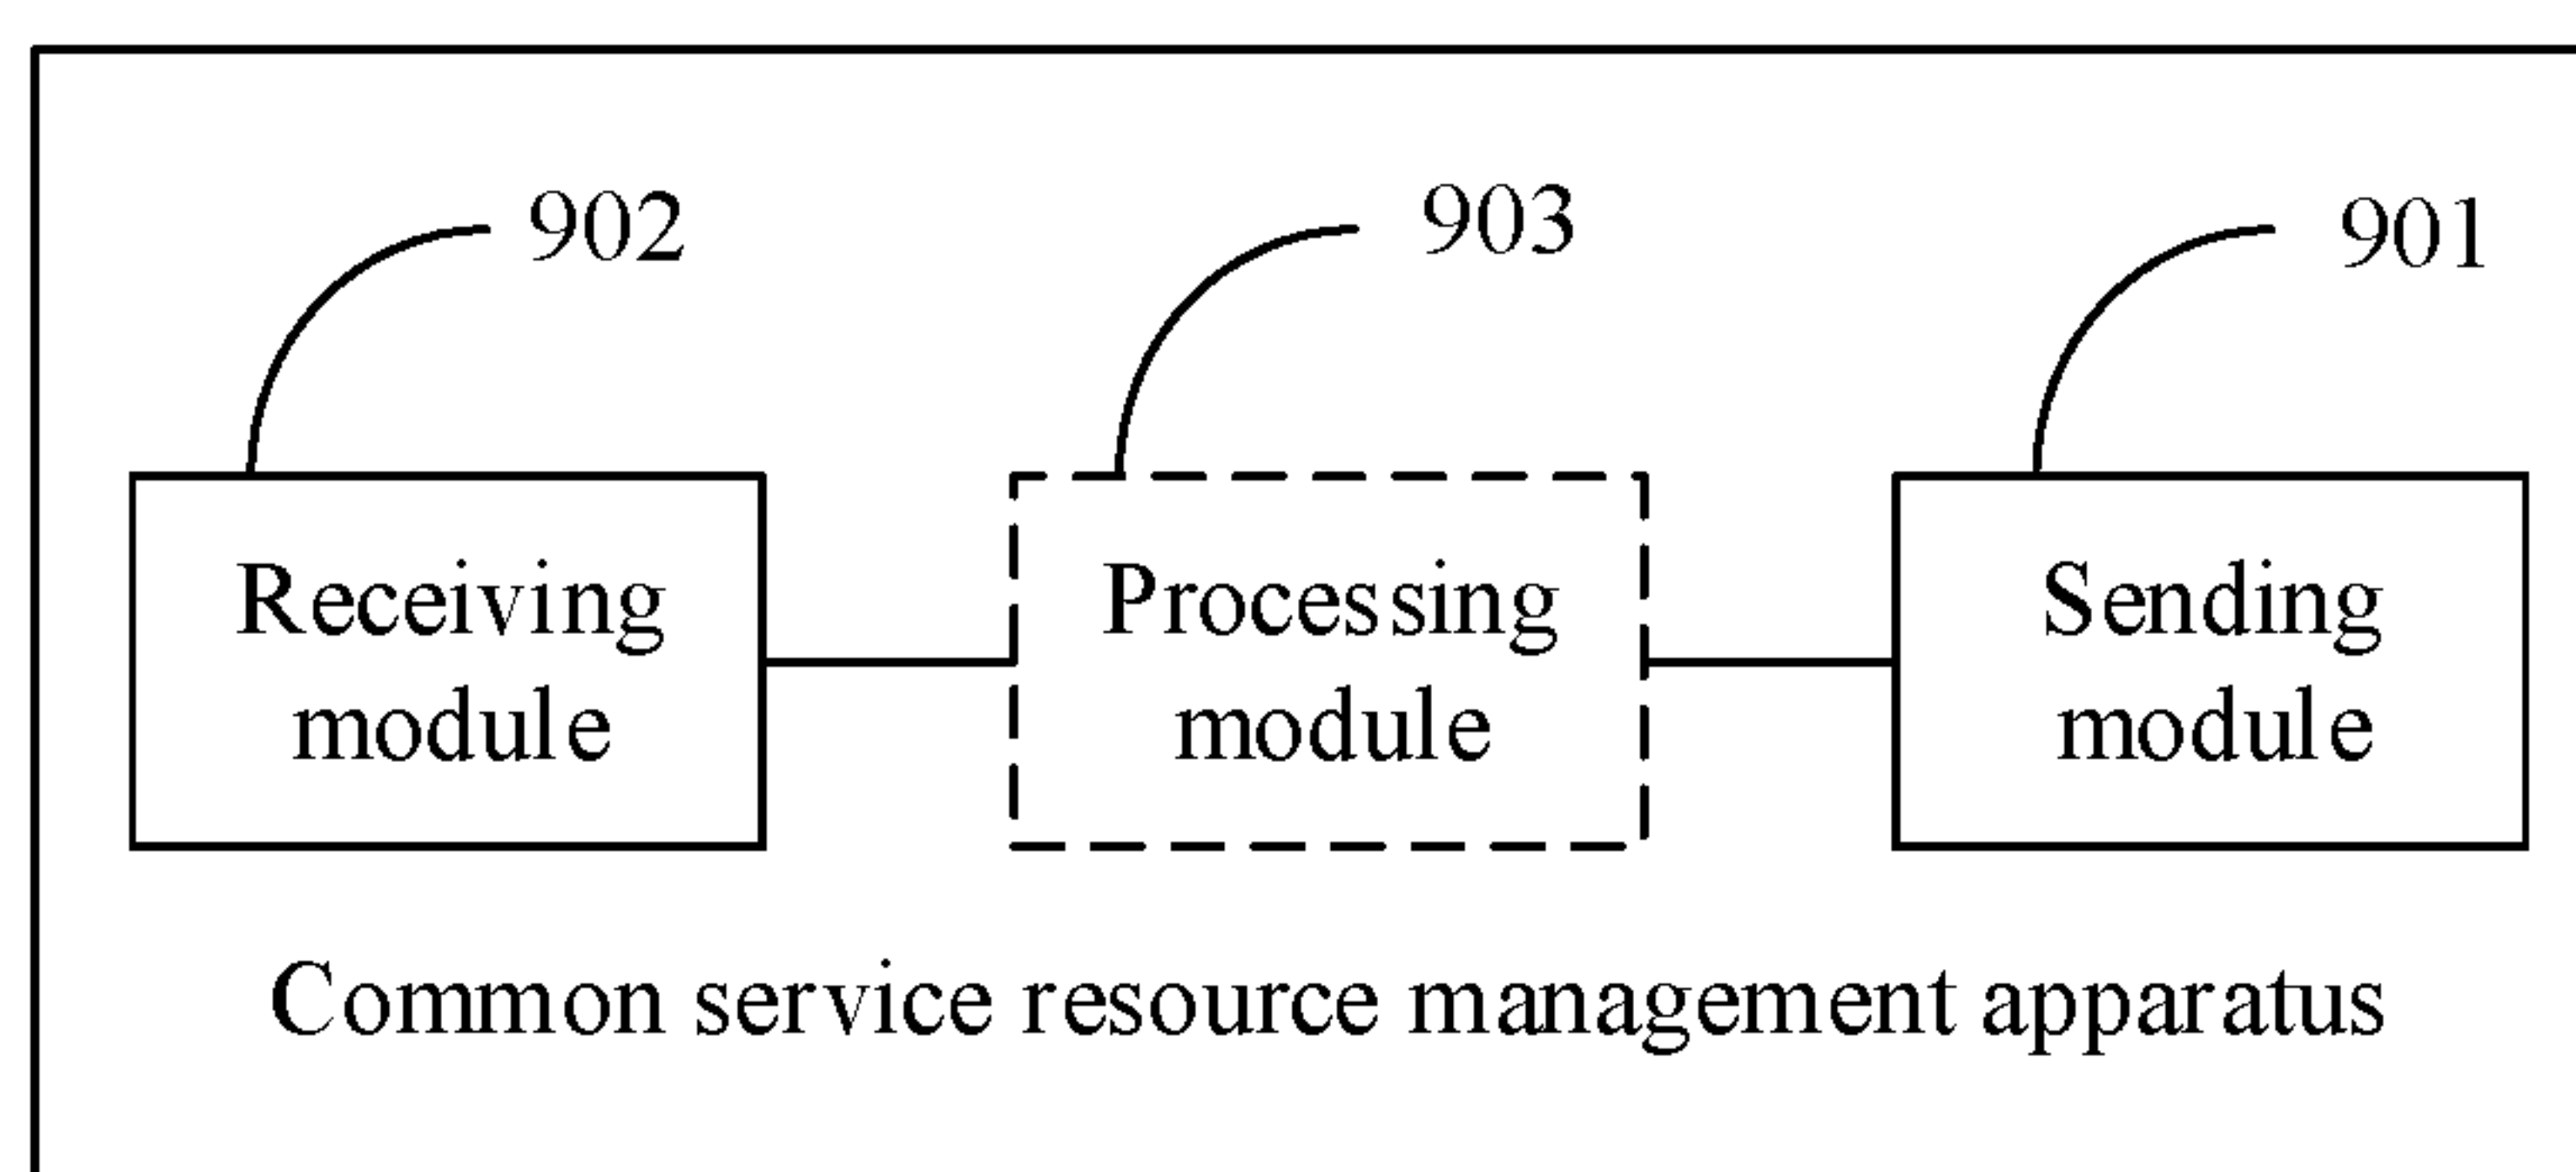 902
903
901
Receiving
module
Processing
module
Sending
module
Common service resource management apparatus